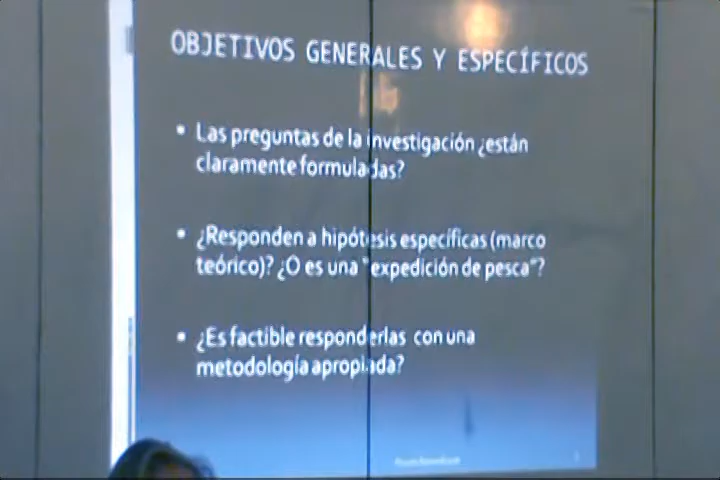 OBJETIVOS GENERALES Y ESPECÍFICOS
• Las preguntas de la investigación ¿están
claramente formuladas?
• ¿Responden a hipótesis específicas (marco
teórico)? ¿O es una "expedición de pesca"?
• ¿Es factible responderlas con una
metodología apropiada?